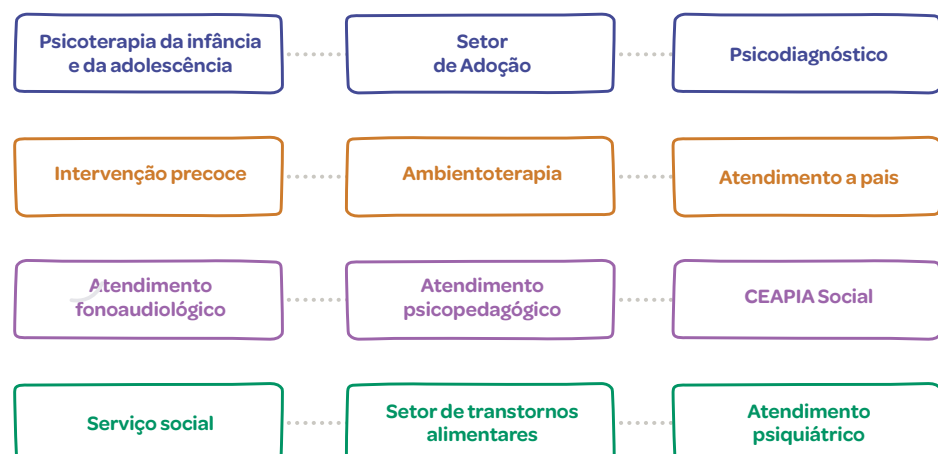 Psicoterapia da infância
e da adolescência
Setor
de Adoção
Psicodiagnóstico
Intervenção precoce
Ambientoterapia
Atendimento a pais
Atendimento
fonoaudiológico
Atendimento
psicopedagógico
CEAPIA Social
Serviço social
Setor de transtornos
alimentares
Atendimento
psiquiátrico